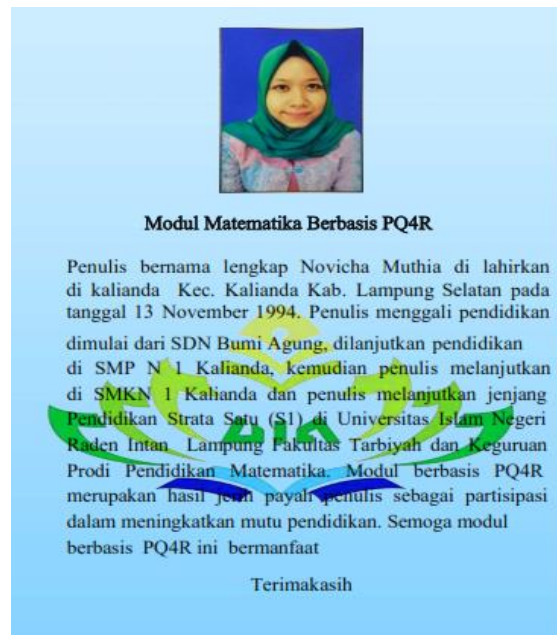 Modul Matematika Berbasis PQ4R
Penulis bernama lengkap Novicha Muthia di lahirkan
di kalianda Kec. Kalianda Kab. Lampung Selatan pada
tanggal 13 November 1994. Penulis menggali pendidikan
dimulai dari SDN Bumi Agung, dilanjutkan pendidikan
di SMP N 1 Kalianda, kemudian penulis melanjutkan
di SMKN 1 Kalianda dan penulis melanjutkan jenjang
Pendidikan Strata Satu (S1) di Universitas Islam Negeri
Raden Intan Lampung Fakultas Tarbiyah dan Keguruan
Prodi Pendidikan Matematika. Modul berbasis PQ4R
merupakan hasil jerih payah penulis sebagai partisipasi
dalam meningkatkan mutu pendidikan. Semoga modul
berbasis PQ4R ini bermanfaat
Terimakasih